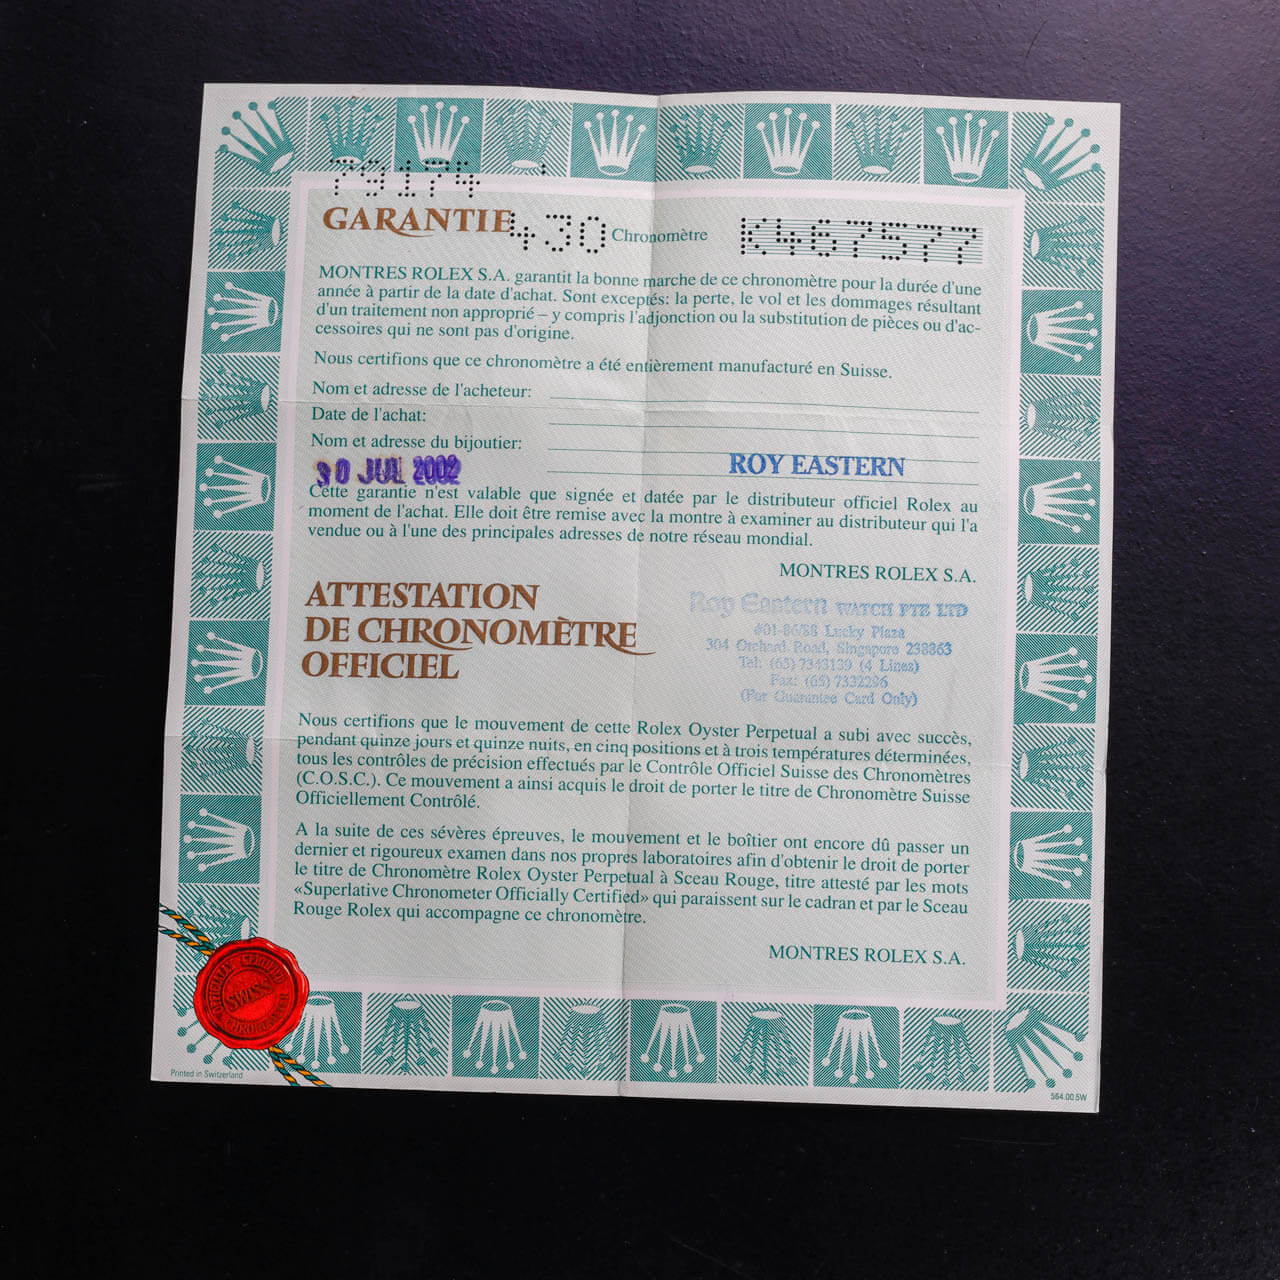 79174
GARANTIE 430 Chronomètre K467577
MONTRES ROLEX S.A. garantit la bonne marche de ce chronomètre pour la durée d'une
année à partir de la date d'achat. Sont exceptés: la perte, le vol et les dommages résultant
d'un traitement non approprié – y compris l'adjonction ou la substitution de pièces ou d'ac-
cessoires qui ne sont pas d'origine.
Nous certifions que ce chronomètre a été entièrement manufacturé en Suisse.
Nom et adresse de l'acheteur:
Date de l'achat:
Nom et adresse du bijoutier:
30 JUL 2002 ROY EASTERN
Cette garantie n'est valable que signée et datée par le distributeur officiel Rolex au
moment de l'achat. Elle doit être remise avec la montre à examiner au distributeur qui l'a
vendue ou à l'une des principales adresses de notre réseau mondial.
MONTRES ROLEX S.A.
ATTESTATION
DE CHRONOMÈTRE
OFFICIEL
Roy Eastern WATCH PTE LTD
#01-86/88 Lucky Plaza
304 Orchard Road, Singapore 238863
Tel: (65) 7343139 (4 Lines)
Fax: (65) 7332296
(For Guarantee Card Only)
Nous certifions que le mouvement de cette Rolex Oyster Perpetual a subi avec succès,
pendant quinze jours et quinze nuits, en cinq positions et à trois températures déterminées,
tous les contrôles de précision effectués par le Contrôle Officiel Suisse des Chronomètres
(C.O.S.C.). Ce mouvement a ainsi acquis le droit de porter le titre de Chronomètre Suisse
Officiellement Contrôlé.
A la suite de ces sévères épreuves, le mouvement et le boîtier ont encore dû passer un
dernier et rigoureux examen dans nos propres laboratoires afin d'obtenir le droit de porter
le titre de Chronomètre Rolex Oyster Perpetual à Sceau Rouge, titre attesté par les mots
«Superlative Chronometer Officially Certified» qui paraissent sur le cadran et par le Sceau
Rouge Rolex qui accompagne ce chronomètre.
MONTRES ROLEX S.A.
OFFICIALLY CERTIFIED
SWISS
CHRONOMETER
Printed in Switzerland
564.00.5W